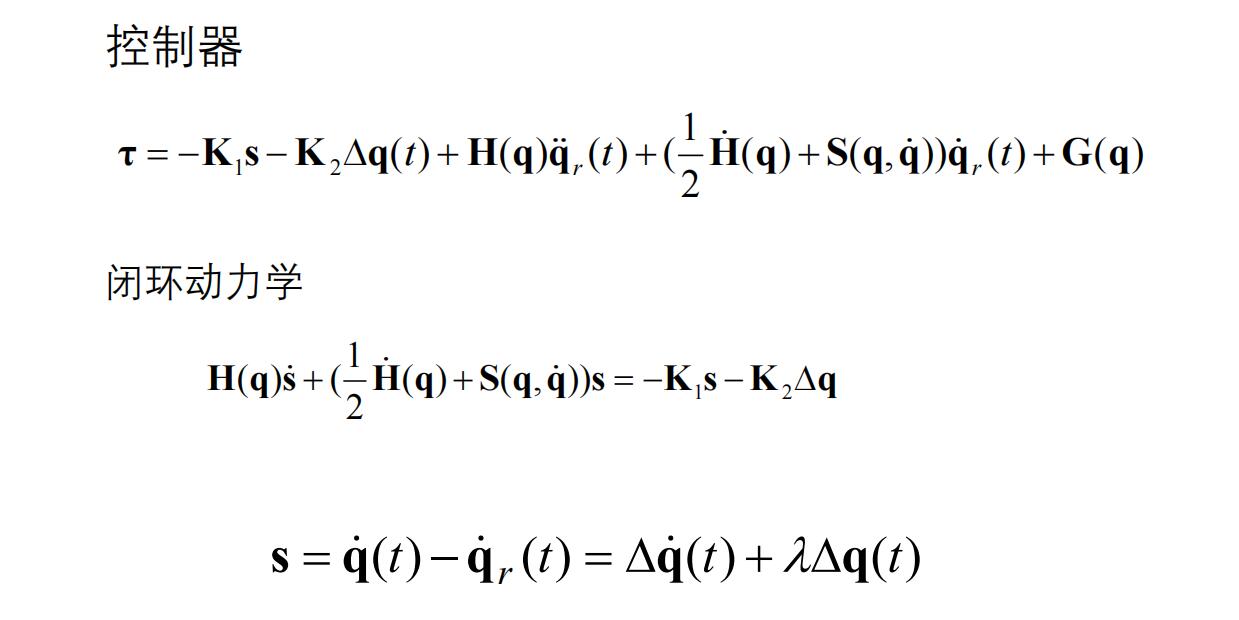 控制器
τ = −K₁s − K₂Δq(t) + H(q)q̈ᵣ(t) + (½Ḣ(q) + S(q, q̇))q̇ᵣ(t) + G(q)
闭环动力学
H(q)ṡ + (½Ḣ(q) + S(q, q̇))s = −K₁s − K₂Δq
s = q̇(t) − q̇ᵣ(t) = Δq̇(t) + λΔq(t)